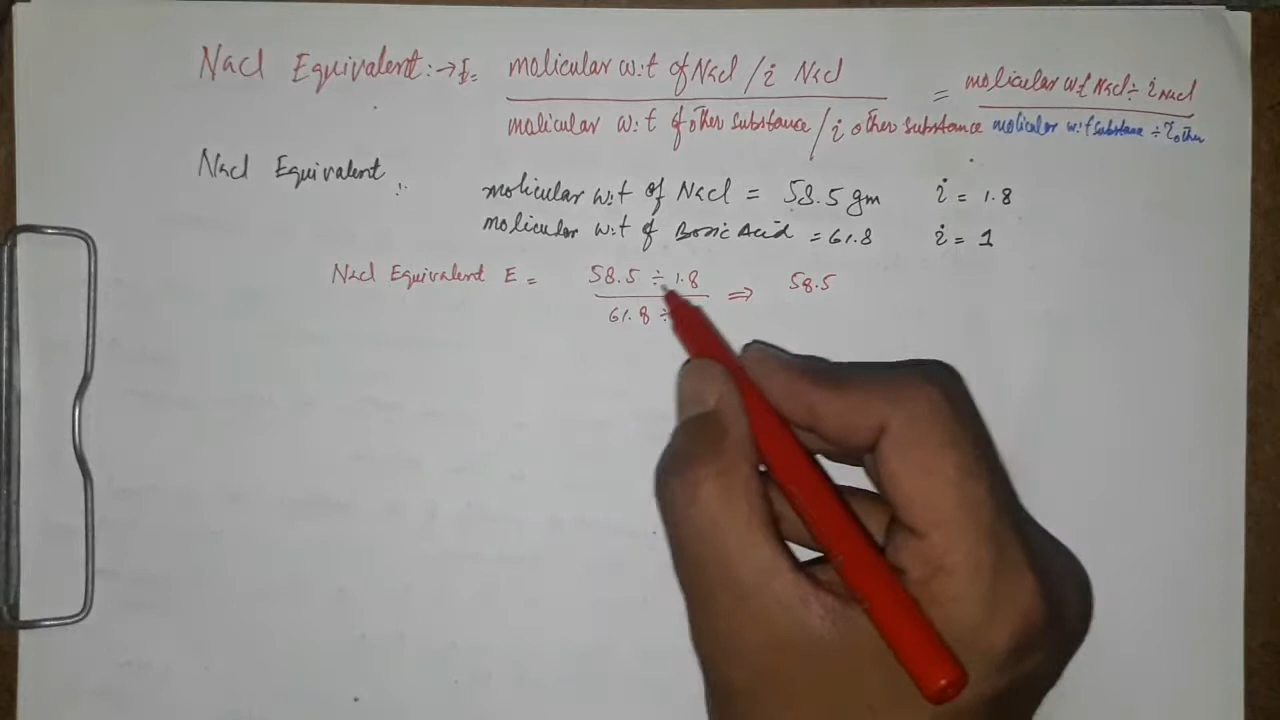 Nacl Equivalent:→ E= molicular w:t of Nacl / i Nacl = molicular wt Nacl ÷ i Nacl
molicular w:t of other substance / i other substance molicular w:t substance ÷ i other
Nacl Equivalent :
molicular w:t of Nacl = 58.5 gm i = 1.8
molicular w:t of Boric Acid = 61.8 i = 1
Nacl Equivalent E = 58.5 ÷ 1.8 ⇒ 58.5
61.8 ÷